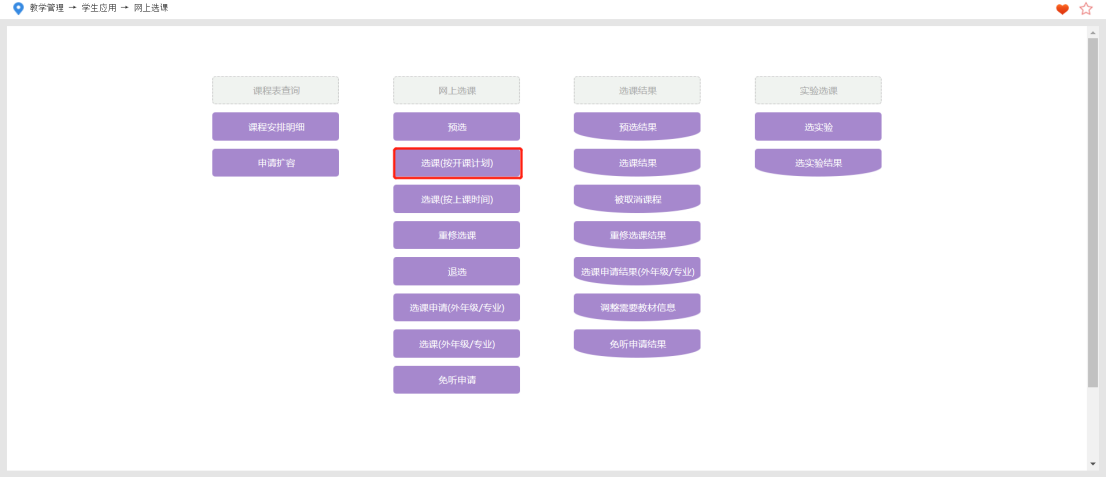 教学管理 → 学生应用 → 网上选课
课程表查询
课程安排明细
申请扩容
网上选课
预选
选课(按开课计划)
选课(按上课时间)
重修选课
退选
选课申请(外年级/专业)
选课(外年级/专业)
免听申请
选课结果
预选结果
选课结果
被取消课程
重修选课结果
选课申请结果(外年级/专业)
调整需要教材信息
免听申请结果
实验选课
选实验
选实验结果